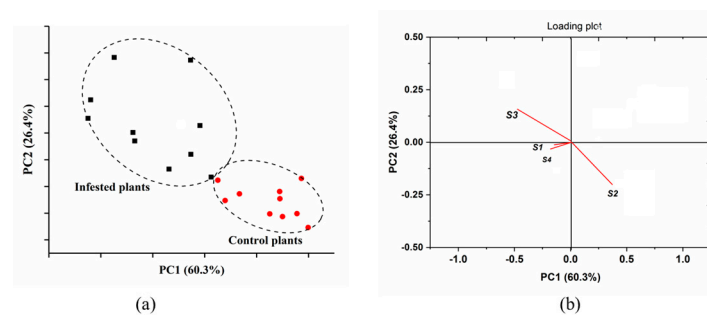 PC2 (26.4%)
Infested plants
Control plants
PC1 (60.3%)
(a)
Loading plot
PC2 (26.4%)
0.50
0.25
0.00
-0.25
-0.50
S3
S1
S4
S2
-1.0 -0.5 0.0 0.5 1.0
PC1 (60.3%)
(b)